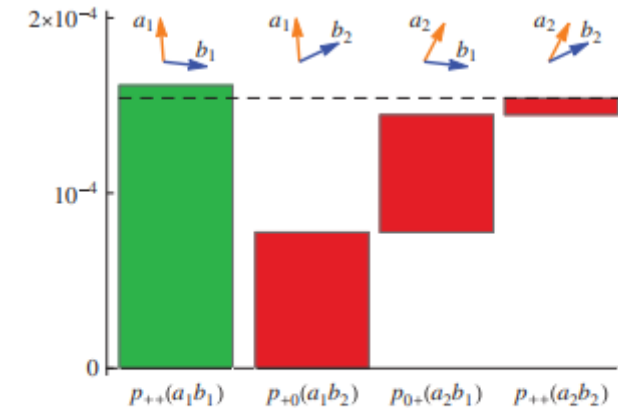 2×10⁻⁴
a₁ b₁
a₁ b₂
a₂ b₁
a₂ b₂
10⁻⁴
0
p₊₊(a₁b₁) p₊₀(a₁b₂) p₀₊(a₂b₁) p₊₊(a₂b₂)